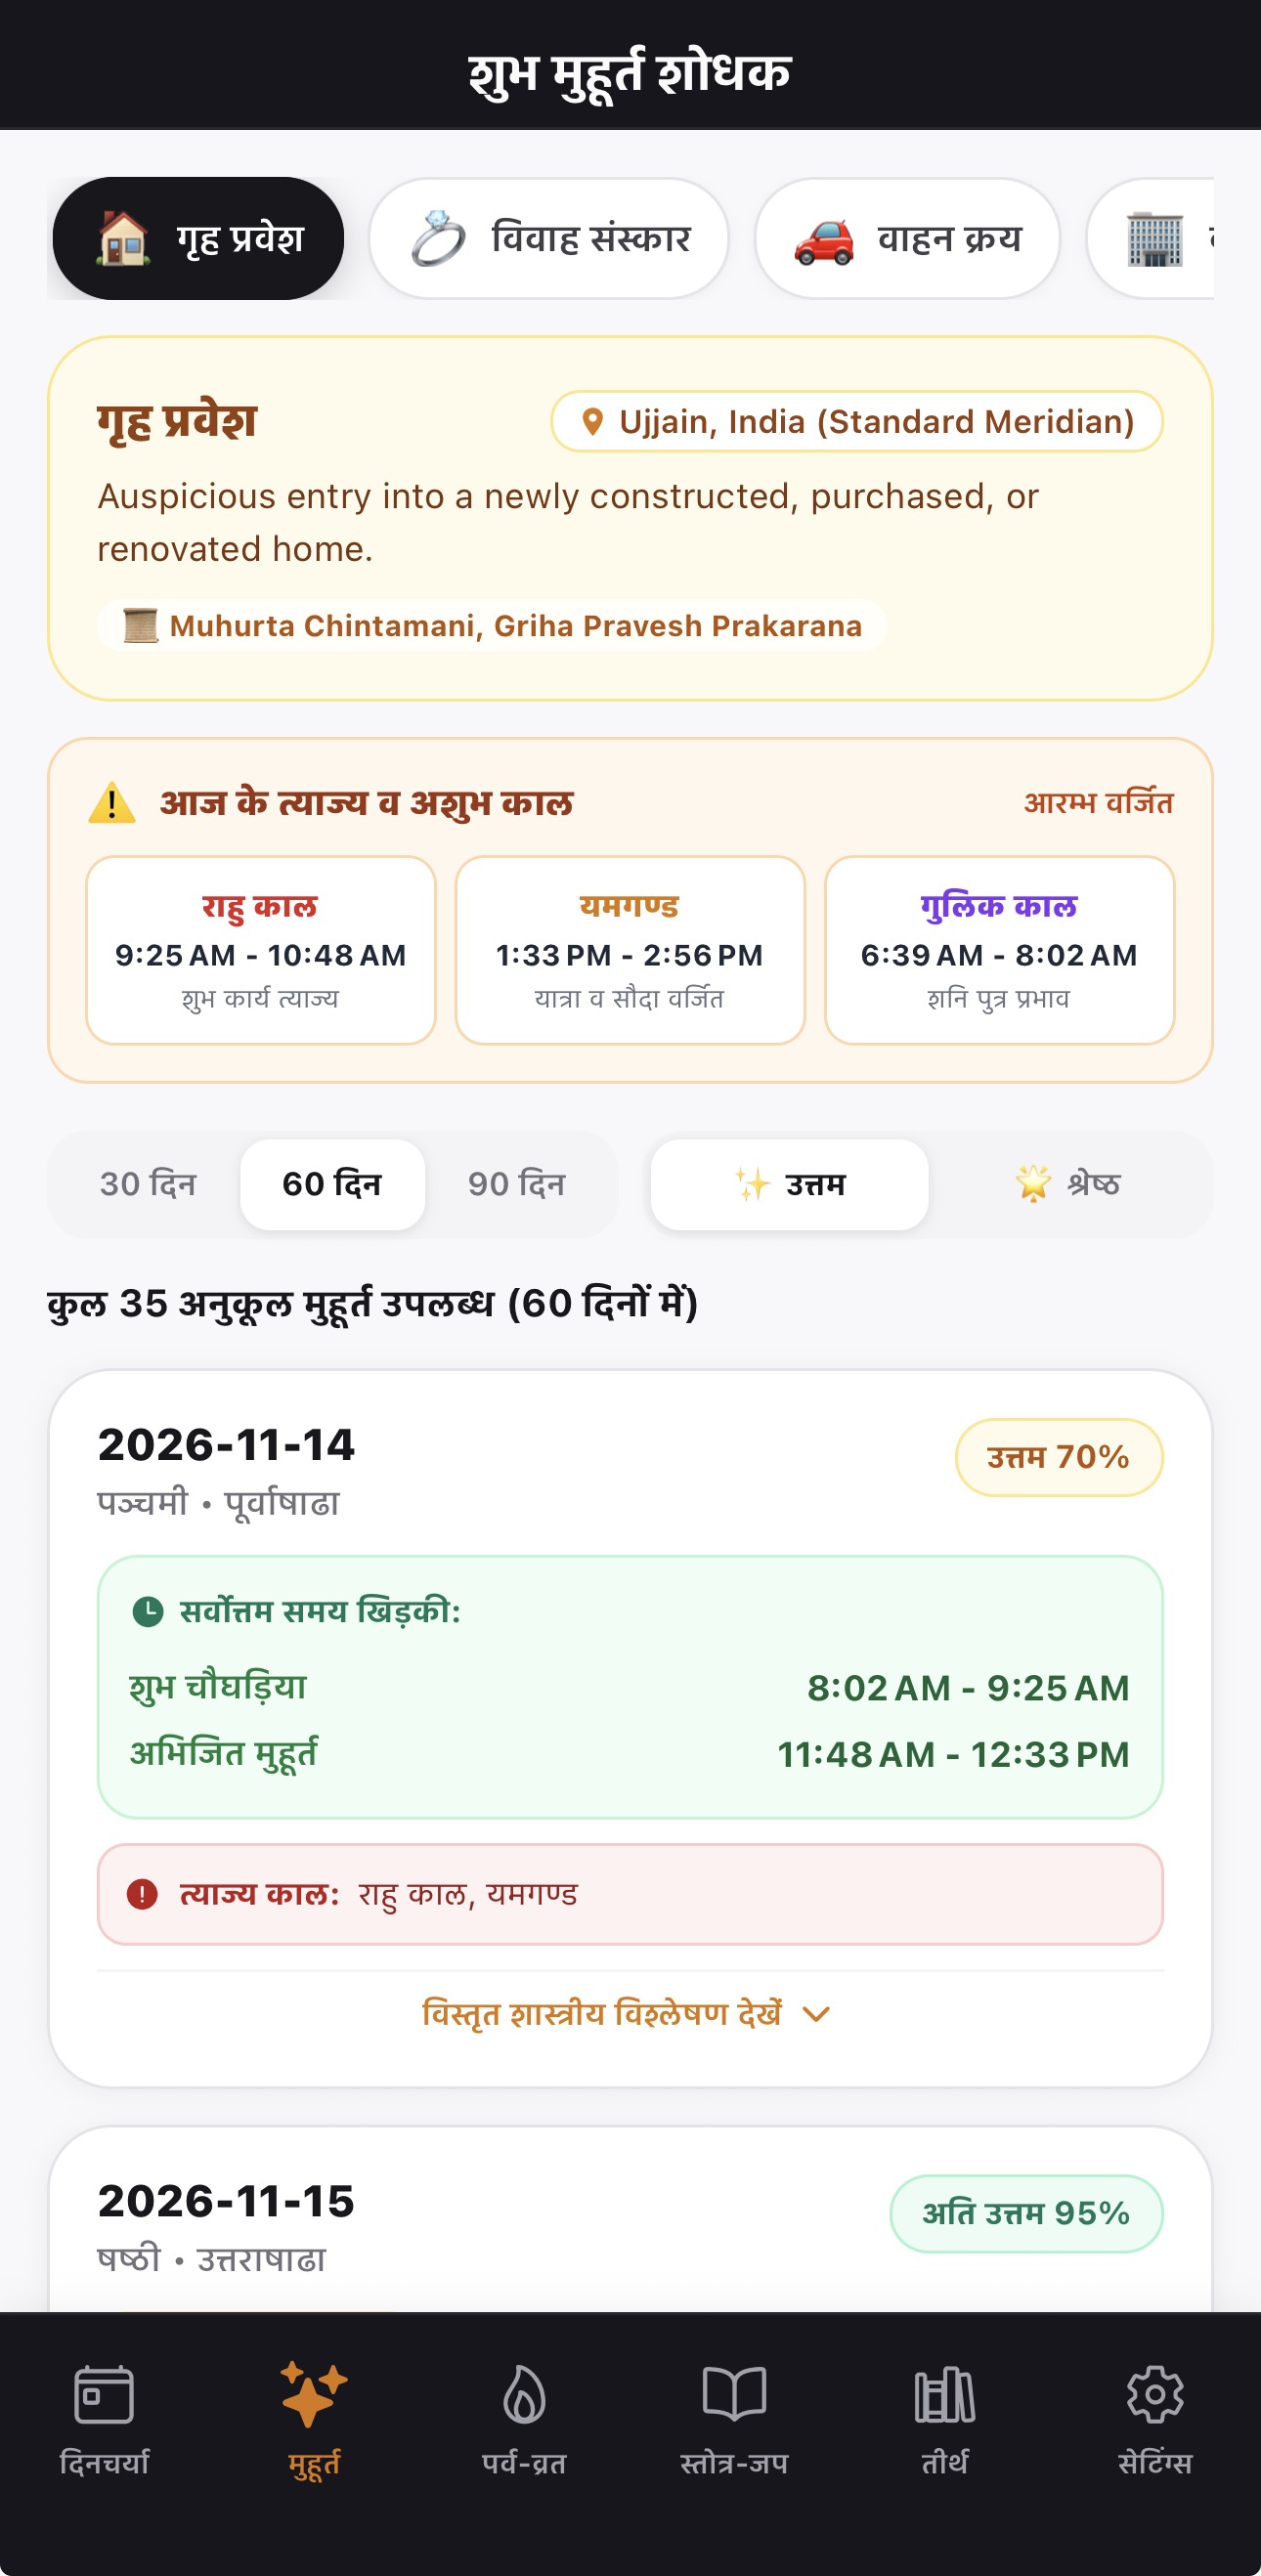 शुभ मुहूर्त शोधक
गृह प्रवेश
विवाह संस्कार
वाहन क्रय
गृह प्रवेश
Ujjain, India (Standard Meridian)
Auspicious entry into a newly constructed, purchased, or
renovated home.
Muhurta Chintamani, Griha Pravesh Prakarana
आज के त्याज्य व अशुभ काल
आरम्भ वर्जित
राहु काल
9:25 AM - 10:48 AM
शुभ कार्य त्याज्य
यमगण्ड
1:33 PM - 2:56 PM
यात्रा व सौदा वर्जित
गुलिक काल
6:39 AM - 8:02 AM
शनि पुत्र प्रभाव
30 दिन
60 दिन
90 दिन
उत्तम
श्रेष्ठ
कुल 35 अनुकूल मुहूर्त उपलब्ध (60 दिनों में)
2026-11-14
उत्तम 70%
पञ्चमी • पूर्वाषाढा
सर्वोत्तम समय खिड़की:
शुभ चौघड़िया
8:02 AM - 9:25 AM
अभिजित मुहूर्त
11:48 AM - 12:33 PM
त्याज्य काल: राहु काल, यमगण्ड
विस्तृत शास्त्रीय विश्लेषण देखें
2026-11-15
अति उत्तम 95%
षष्ठी • उत्तराषाढा
दिनचर्या
मुहूर्त
पर्व-व्रत
स्तोत्र-जप
तीर्थ
सेटिंग्स